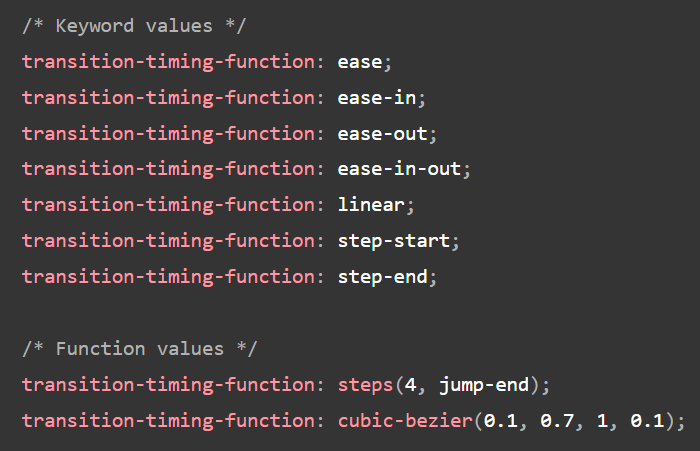 /* Keyword values */
transition-timing-function: ease;
transition-timing-function: ease-in;
transition-timing-function: ease-out;
transition-timing-function: ease-in-out;
transition-timing-function: linear;
transition-timing-function: step-start;
transition-timing-function: step-end;
/* Function values */
transition-timing-function: steps(4, jump-end);
transition-timing-function: cubic-bezier(0.1, 0.7, 1, 0.1);